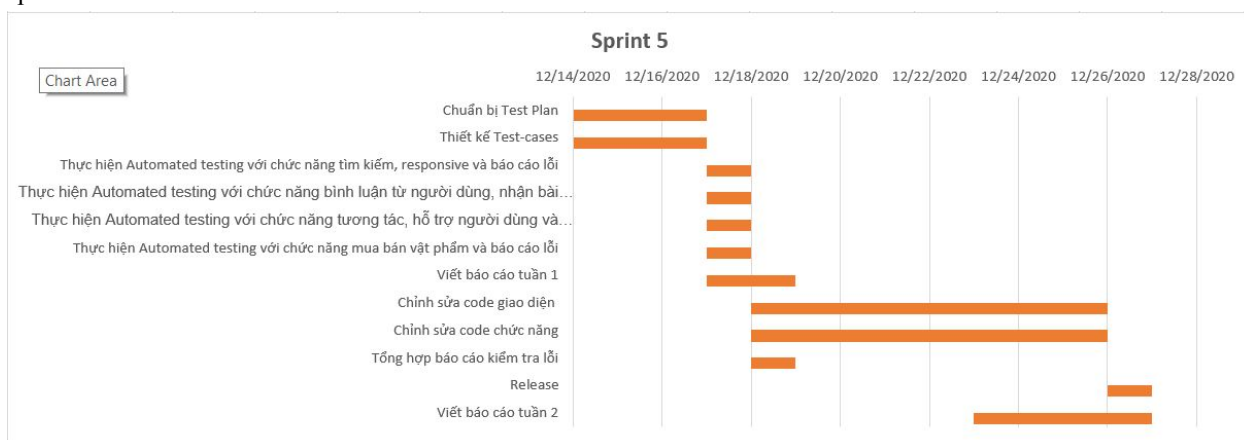 Sprint 5
Chart Area
12/14/2020 12/16/2020 12/18/2020 12/20/2020 12/22/2020 12/24/2020 12/26/2020 12/28/2020
Chuẩn bị Test Plan
Thiết kế Test-cases
Thực hiện Automated testing với chức năng tìm kiếm, responsive và báo cáo lỗi
Thực hiện Automated testing với chức năng bình luận từ người dùng, nhận bài...
Thực hiện Automated testing với chức năng tương tác, hỗ trợ người dùng và...
Thực hiện Automated testing với chức năng mua bán vật phẩm và báo cáo lỗi
Viết báo cáo tuần 1
Chỉnh sửa code giao diện
Chỉnh sửa code chức năng
Tổng hợp báo cáo kiểm tra lỗi
Release
Viết báo cáo tuần 2